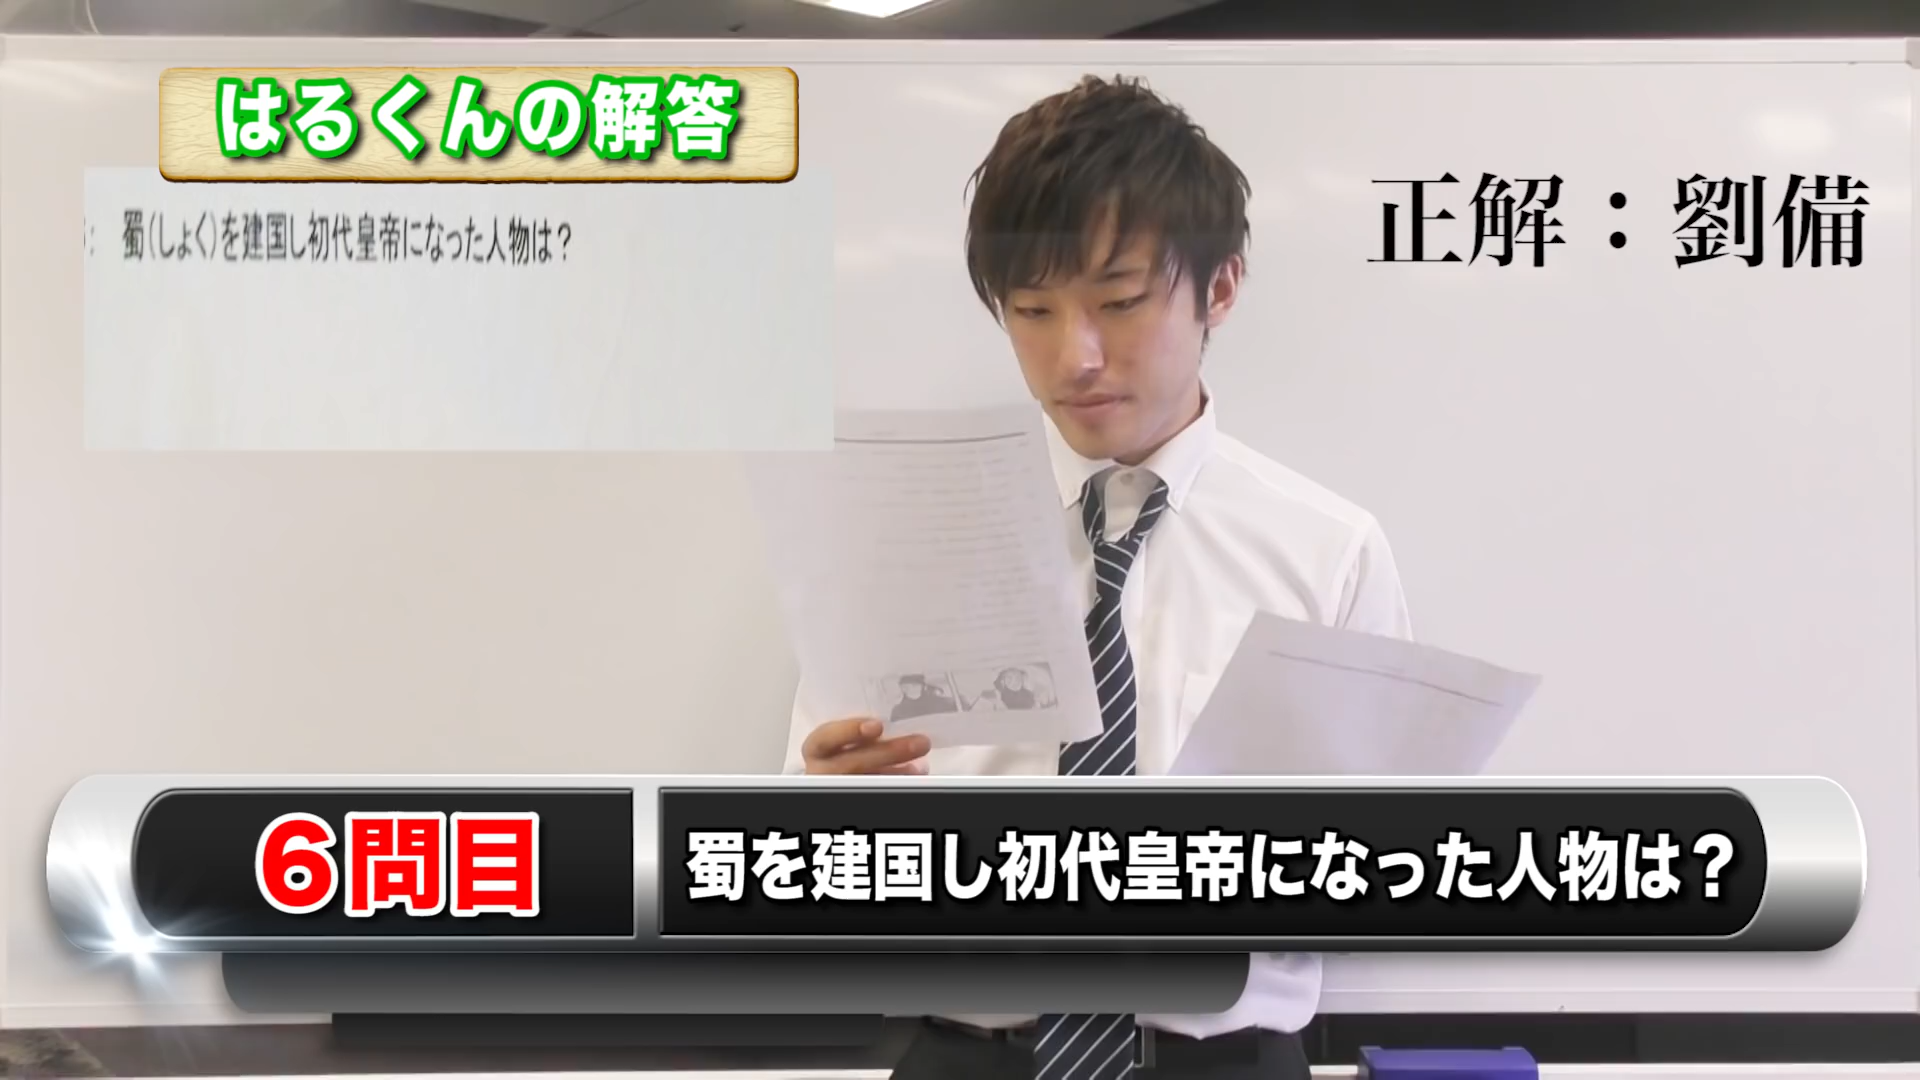 はるくんの解答
蜀(しょく)を建国し初代皇帝になった人物は?
正解:劉備
6問目
蜀を建国し初代皇帝になった人物は?